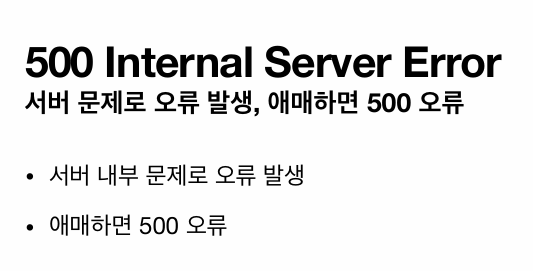 500 Internal Server Error
서버 문제로 오류 발생, 애매하면 500 오류
• 서버 내부 문제로 오류 발생
• 애매하면 500 오류